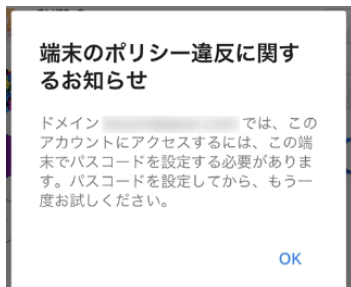 端末のポリシー違反に関す
るお知らせ
ドメイン では、この
アカウントにアクセスするには、この端
末でパスコードを設定する必要がありま
す。パスコードを設定してから、もう一
度お試しください。
OK